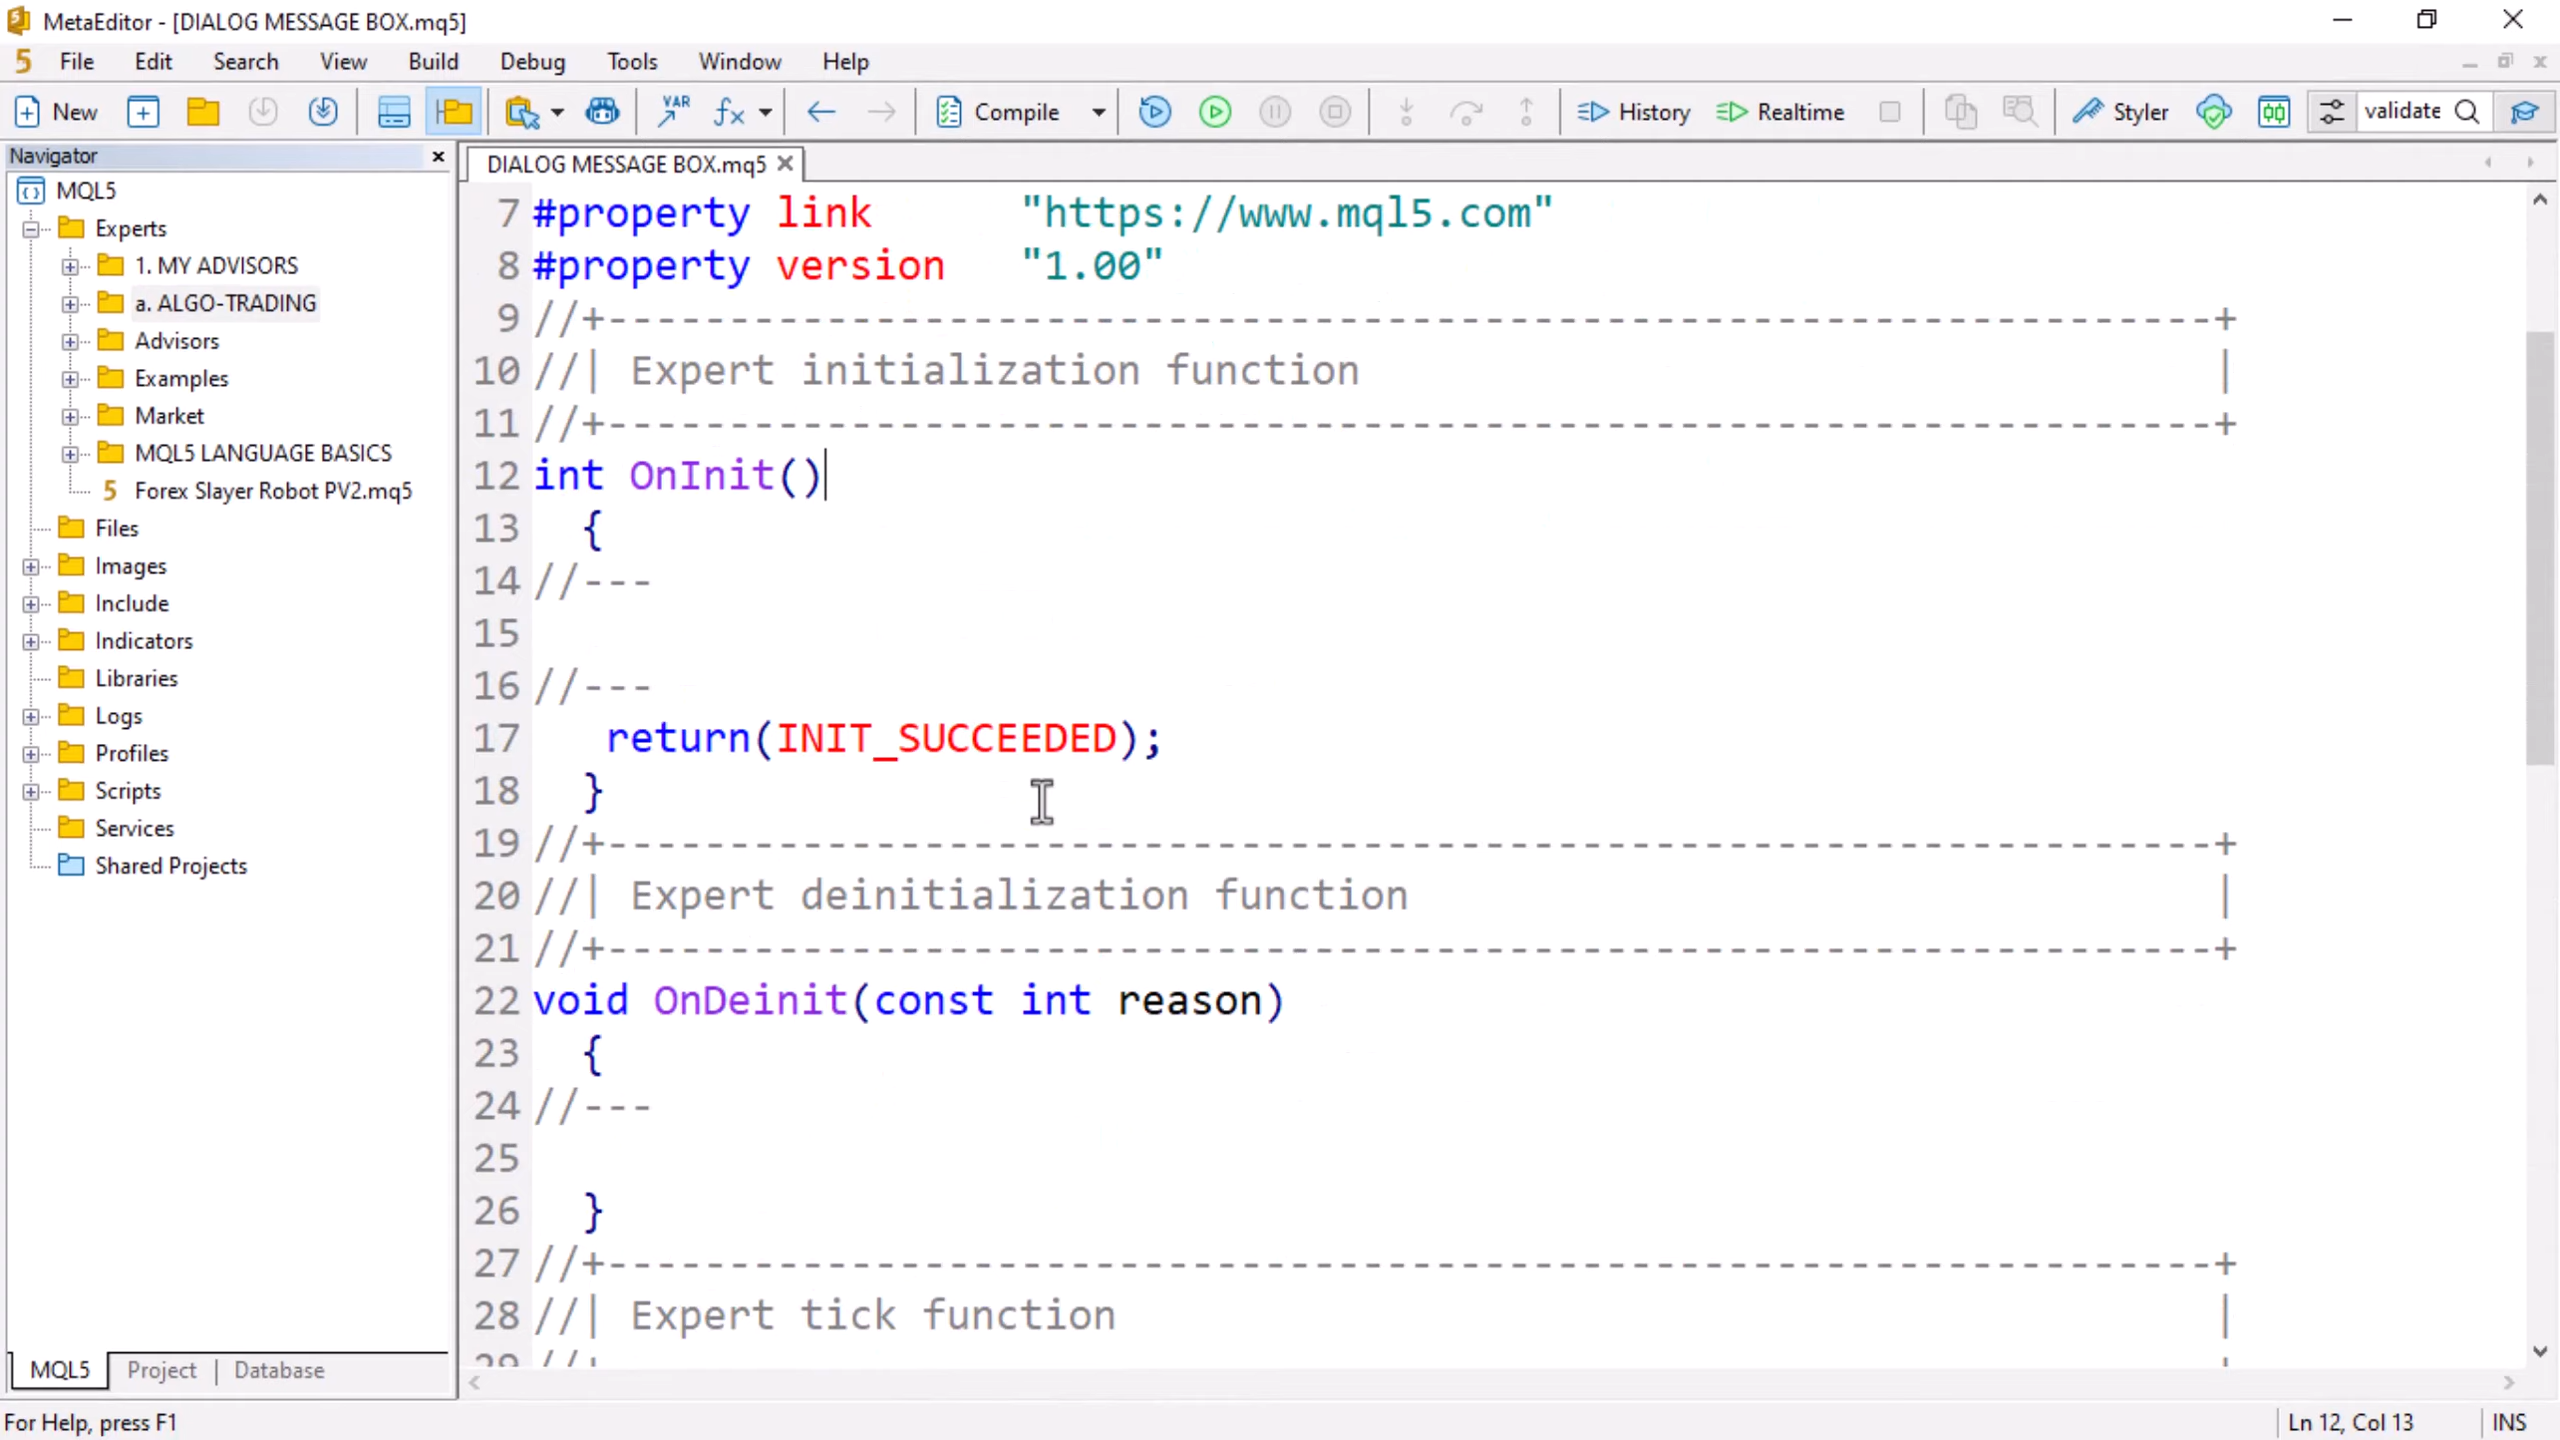 MetaEditor - [DIALOG MESSAGE BOX.mq5]
File Edit Search View Build Debug Tools Window Help
New VAR fx Compile History Realtime Styler validate
Navigator
MQL5
Experts
1. MY ADVISORS
a. ALGO-TRADING
Advisors
Examples
Market
MQL5 LANGUAGE BASICS
Forex Slayer Robot PV2.mq5
Files
Images
Include
Indicators
Libraries
Logs
Profiles
Scripts
Services
Shared Projects
MQL5 Project Database
DIALOG MESSAGE BOX.mq5
7 #property link "https://www.mql5.com"
8 #property version "1.00"
9 //+------------------------------------------------------------------+
10 //| Expert initialization function |
11 //+------------------------------------------------------------------+
12 int OnInit()
13 {
14 //---
15
16 //---
17 return(INIT_SUCCEEDED);
18 }
19 //+------------------------------------------------------------------+
20 //| Expert deinitialization function |
21 //+------------------------------------------------------------------+
22 void OnDeinit(const int reason)
23 {
24 //---
25
26 }
27 //+------------------------------------------------------------------+
28 //| Expert tick function |
For Help, press F1
Ln 12, Col 13
INS